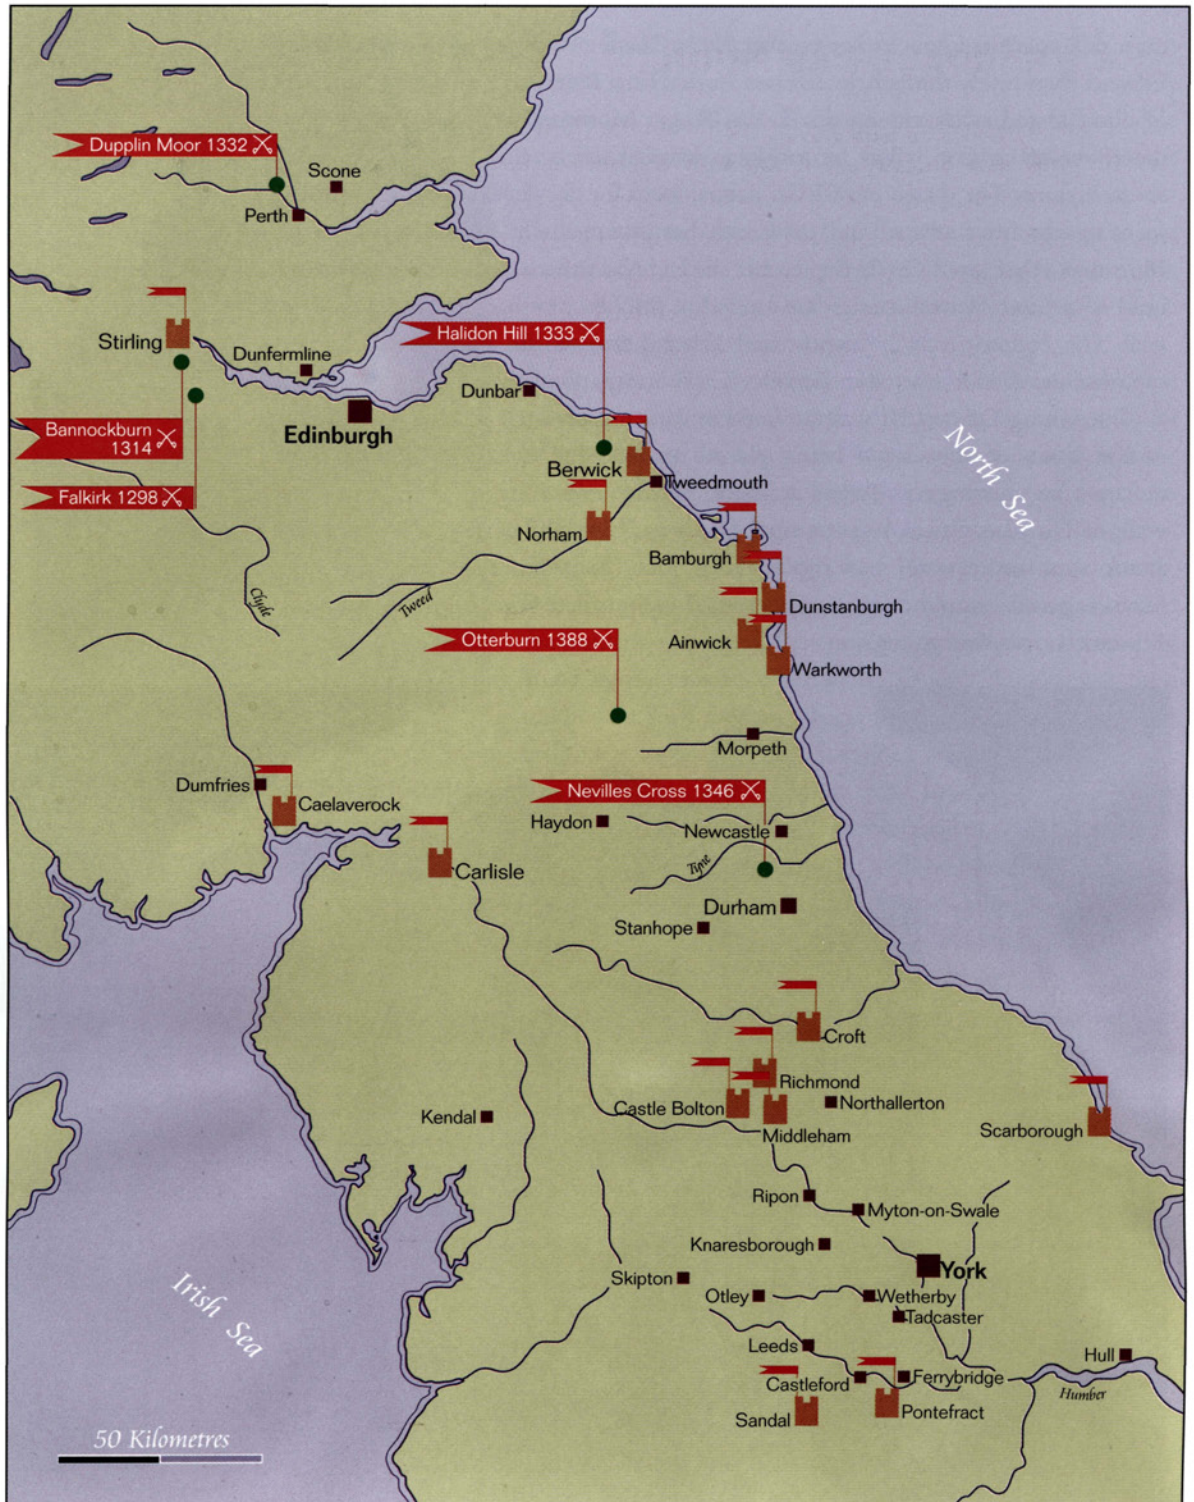 Dupplin Moor 1332
Scone
Perth
Stirling
Dunfermline
Halidon Hill 1333
Dunbar
Edinburgh
Bannockburn
1314
Berwick
Falkirk 1298
Tweedmouth
Norham
North Sea
Bamburgh
Clyde
Tweed
Dunstanburgh
Otterburn 1388
Ainwick
Warkworth
Morpeth
Dumfries
Caelaverock
Nevilles Cross 1346
Haydon
Newcastle
Carlisle
Tyne
Durham
Stanhope
Croft
Richmond
Castle Bolton
Northallerton
Kendal
Middleham
Scarborough
Ripon
Myton-on-Swale
Knaresborough
York
Skipton
Otley
Wetherby
Tadcaster
Irish Sea
Leeds
Hull
Castleford
Ferrybridge
Humber
Sandal
Pontefract
50 Kilometres